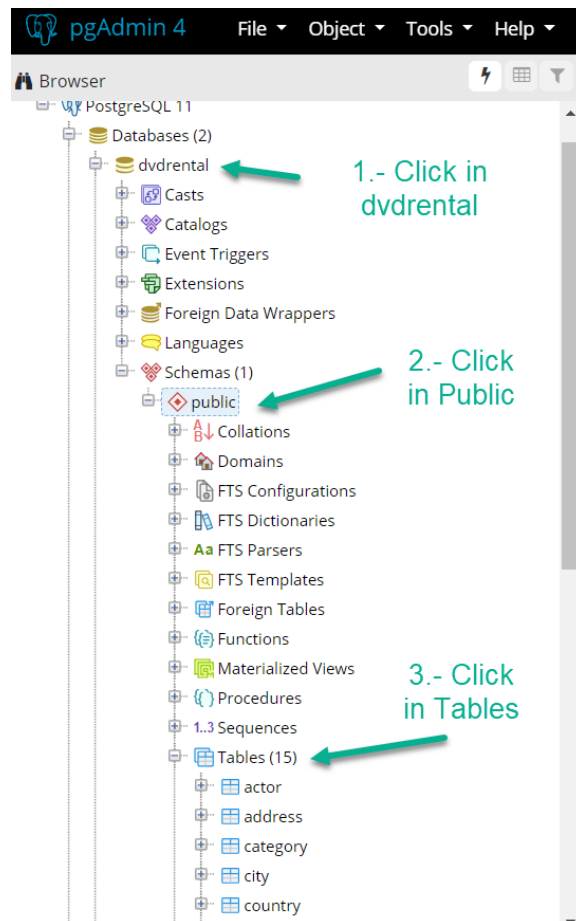 pgAdmin 4 File Object Tools Help
Browser
PostgreSQL 11
Databases (2)
dvdrental
1.- Click in
dvdrental
Casts
Catalogs
Event Triggers
Extensions
Foreign Data Wrappers
Languages
Schemas (1)
2.- Click
in Public
public
Collations
Domains
FTS Configurations
FTS Dictionaries
Aa FTS Parsers
FTS Templates
Foreign Tables
Functions
Materialized Views
3.- Click
in Tables
Procedures
1..3 Sequences
Tables (15)
actor
address
category
city
country